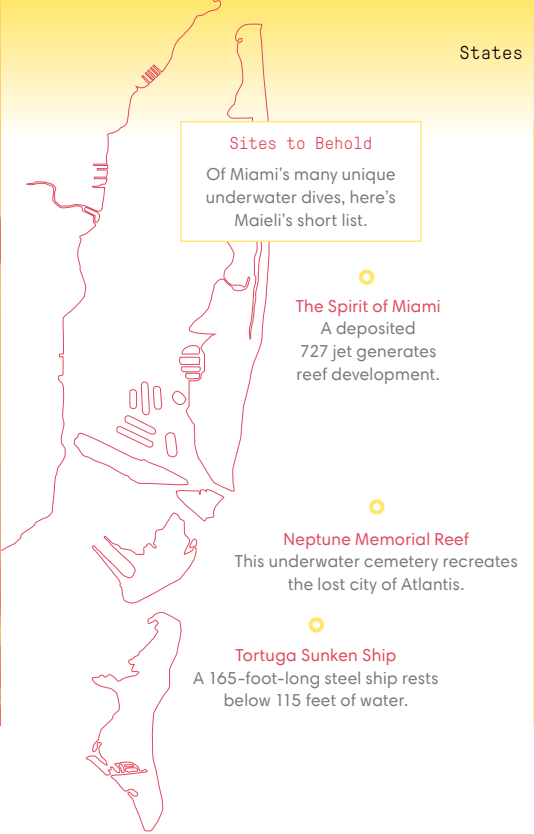 States
Sites to Behold
Of Miami's many unique
underwater dives, here's
Maieli's short list.
The Spirit of Miami
A deposited
727 jet generates
reef development.
Neptune Memorial Reef
This underwater cemetery recreates
the lost city of Atlantis.
Tortuga Sunken Ship
A 165-foot-long steel ship rests
below 115 feet of water.